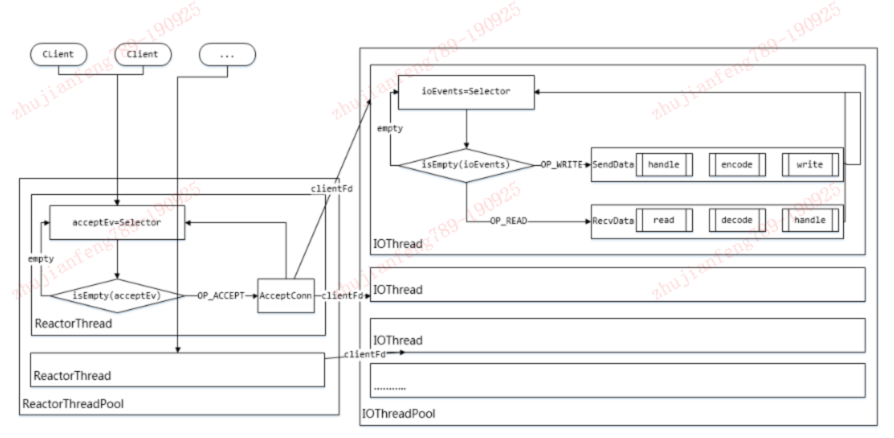 CLient
Client
...
acceptEv=Selector
empty
isEmpty(acceptEv)
OP_ACCEPT
AcceptConn
ReactorThread
ReactorThread
ReactorThreadPool
clientFd
clientFd
clientFd
ioEvents=Selector
empty
isEmpty(ioEvents)
OP_WRITE
SendData
handle
encode
write
OP_READ
RecvData
read
decode
handle
IOThread
IOThread
IOThread
...........
IOThreadPool
zhujianfeng789-190925
zhujianfeng789-190925
zhujianfeng789-190925
zhujianfeng789-190925
zhujianfeng789-190925
zhujianfeng789-190925